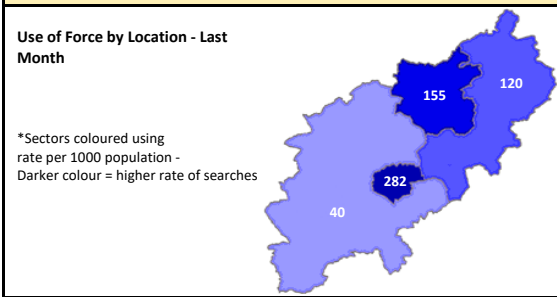 Use of Force by Location - Last
Month
*Sectors coloured using
rate per 1000 population -
Darker colour = higher rate of searches
155
120
282
40